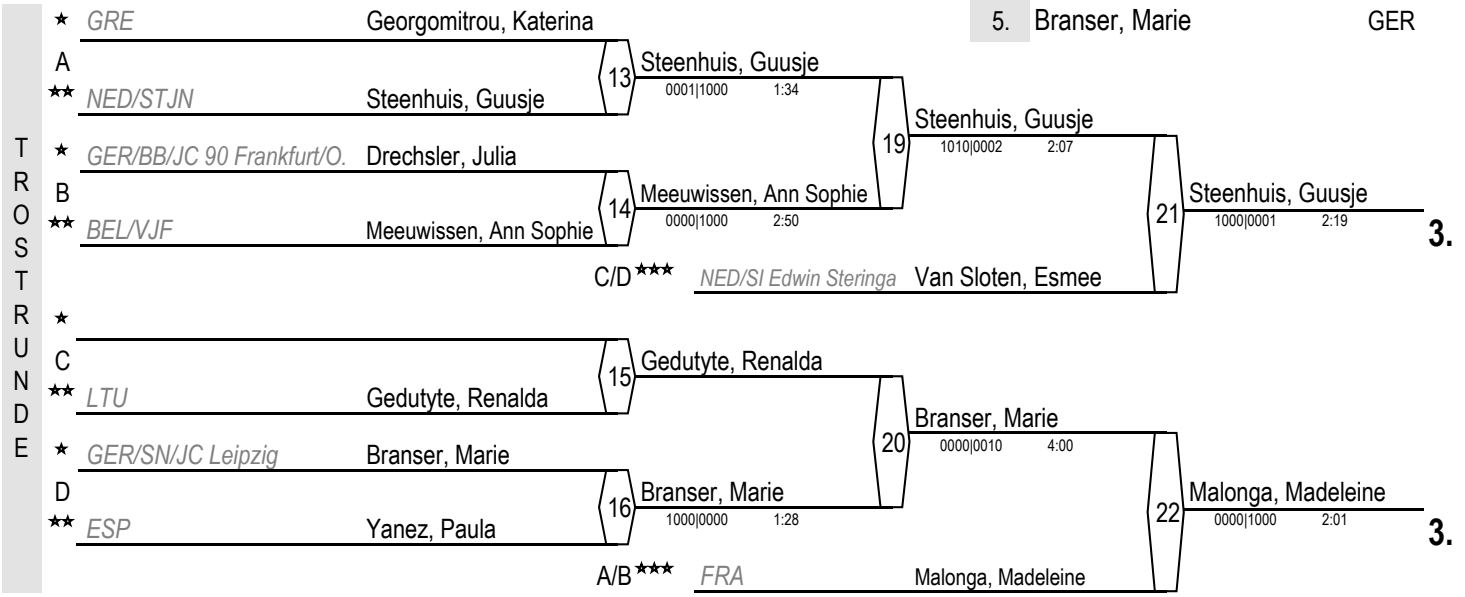 TROSTRUNDE
★ GRE Georgomitrou, Katerina
5. Branser, Marie GER
A
13 Steenhuis, Guusje
0001|1000 1:34
★★ NED/STJN Steenhuis, Guusje
19 Steenhuis, Guusje
1010|0002 2:07
★ GER/BB/JC 90 Frankfurt/O. Drechsler, Julia
B
14 Meeuwissen, Ann Sophie
0000|1000 2:50
★★ BEL/VJF Meeuwissen, Ann Sophie
21 Steenhuis, Guusje
1000|0001 2:19
3.
C/D ★★★ NED/SI Edwin Steringa Van Sloten, Esmee
★
C
15 Gedutyte, Renalda
★★ LTU Gedutyte, Renalda
20 Branser, Marie
0000|0010 4:00
★ GER/SN/JC Leipzig Branser, Marie
D
16 Branser, Marie
1000|0000 1:28
★★ ESP Yanez, Paula
22 Malonga, Madeleine
0000|1000 2:01
3.
A/B ★★★ FRA Malonga, Madeleine